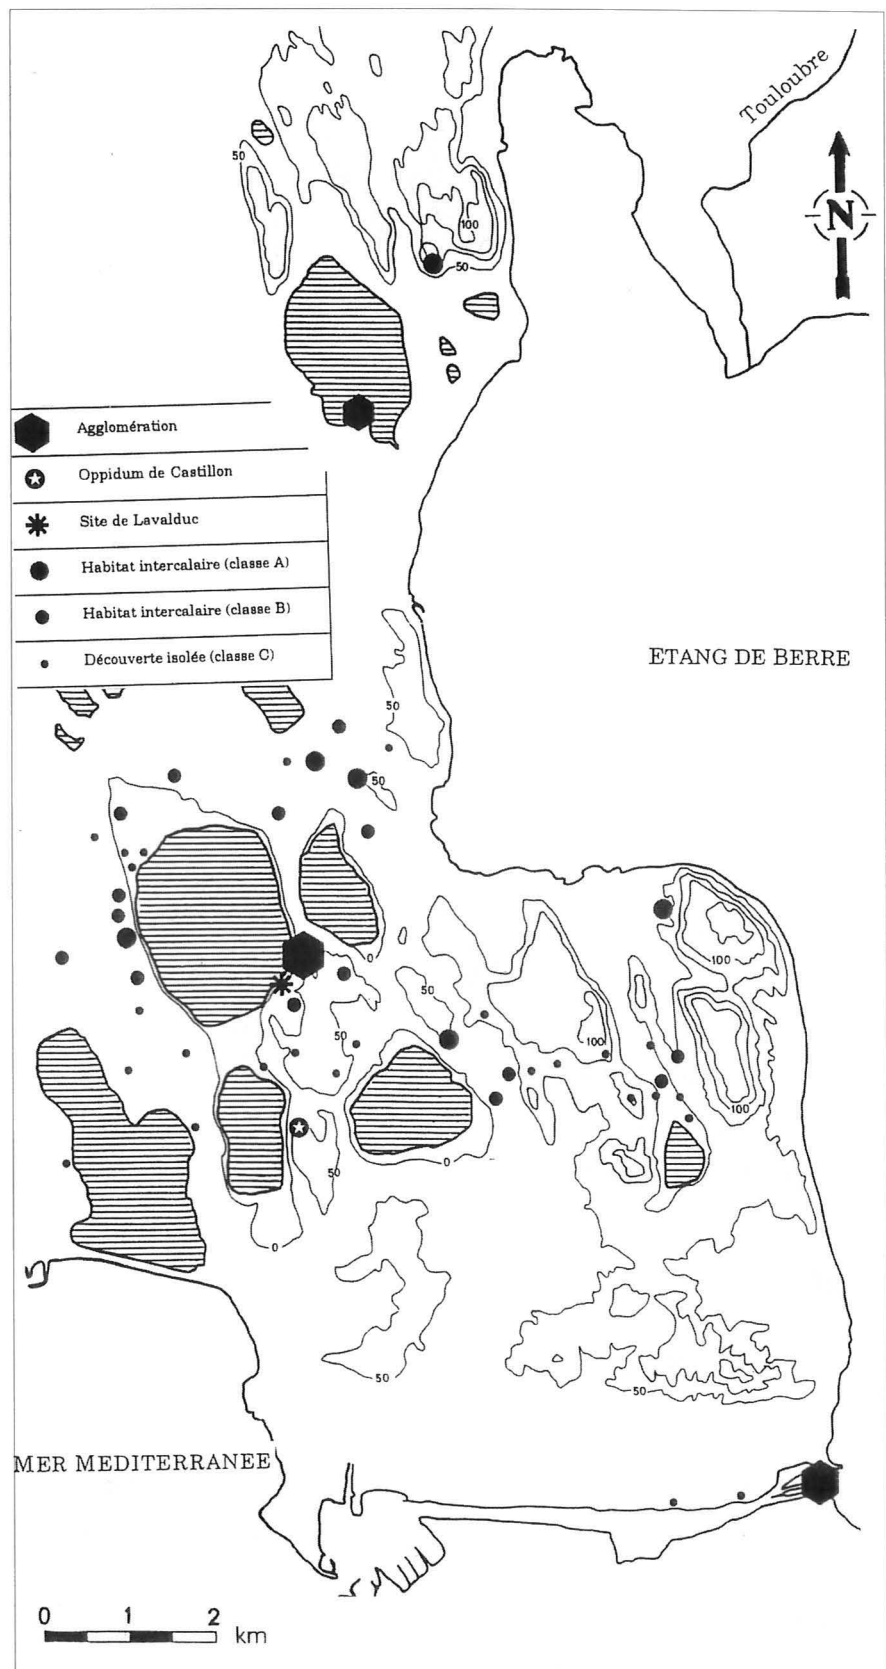 Touloubre
50
100
50
N
Agglomération
Oppidum de Castillon
Site de Lavalduc
Habitat intercalaire (classe A)
Habitat intercalaire (classe B)
Découverte isolée (classe C)
ETANG DE BERRE
50
50
100
0
50
50
100
100
0
50
0
50
50
MER MEDITERRANEE
0 1 2
km